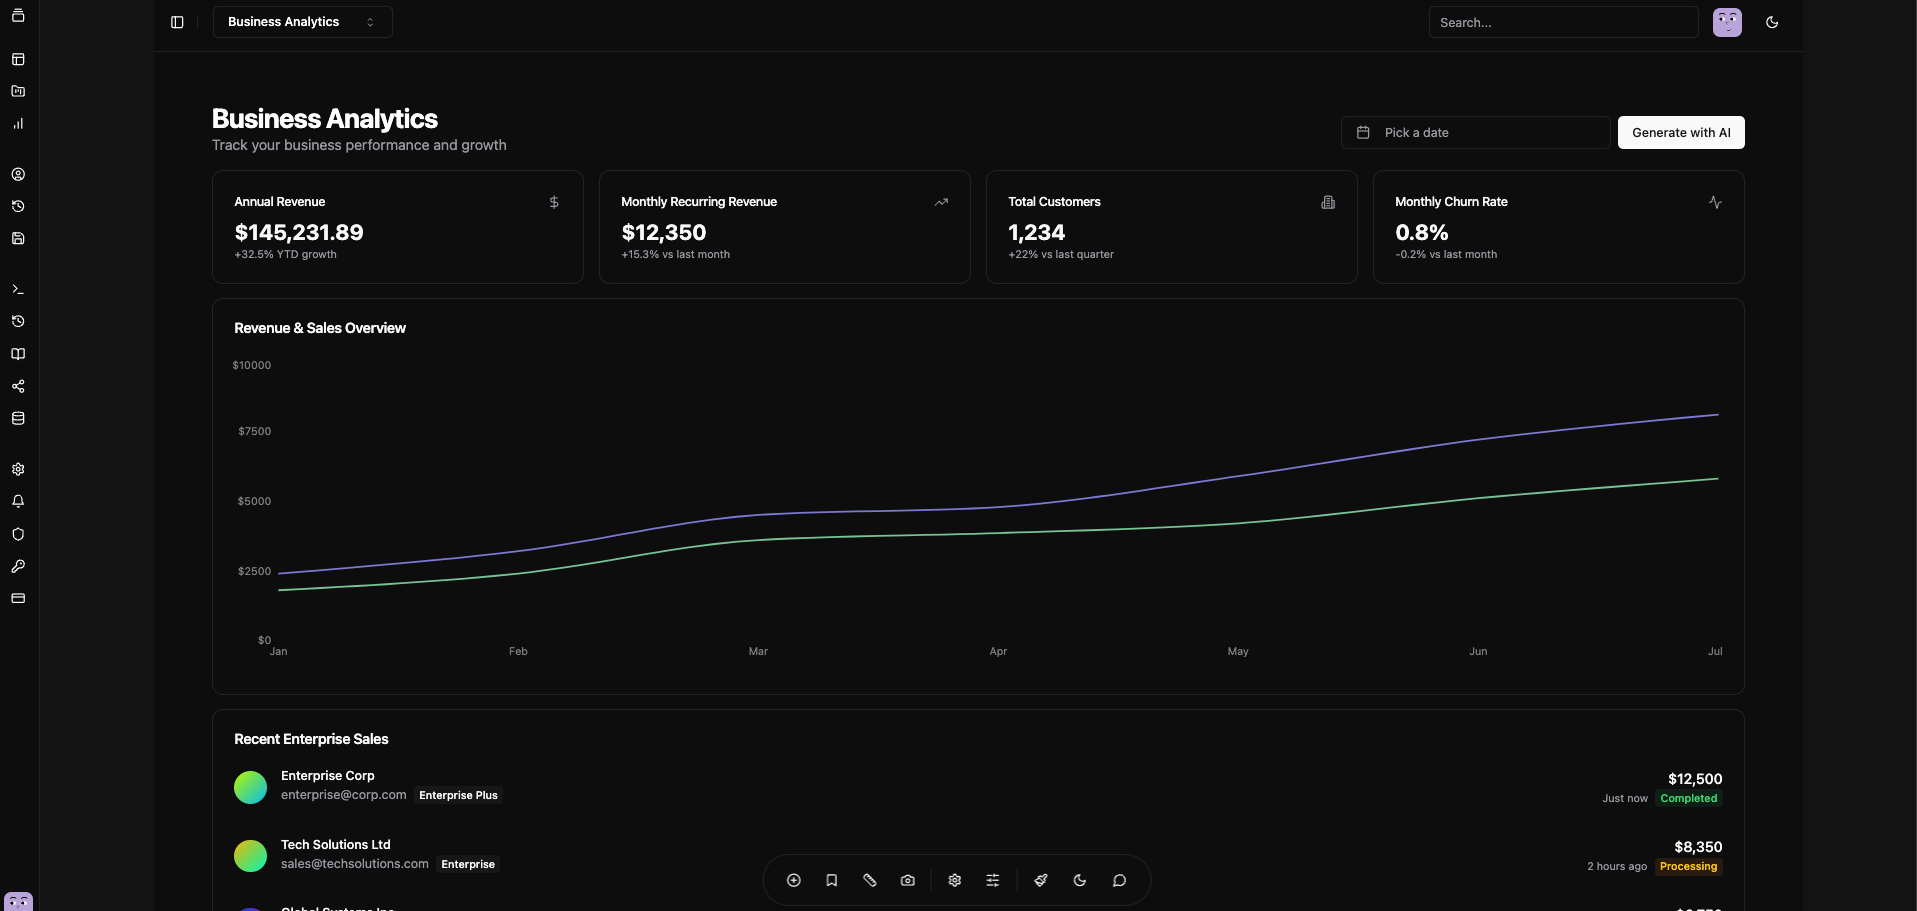 Business Analytics
Search...
Business Analytics
Track your business performance and growth
Pick a date
Generate with AI
Annual Revenue
$145,231.89
+32.5% YTD growth
Monthly Recurring Revenue
$12,350
+15.3% vs last month
Total Customers
1,234
+22% vs last quarter
Monthly Churn Rate
0.8%
-0.2% vs last month
Revenue & Sales Overview
$10000
$7500
$5000
$2500
$0
Jan Feb Mar Apr May Jun Jul
Recent Enterprise Sales
Enterprise Corp
enterprise@corp.com Enterprise Plus
$12,500
Just now Completed
Tech Solutions Ltd
sales@techsolutions.com Enterprise
$8,350
2 hours ago Processing
Global Systems Inc